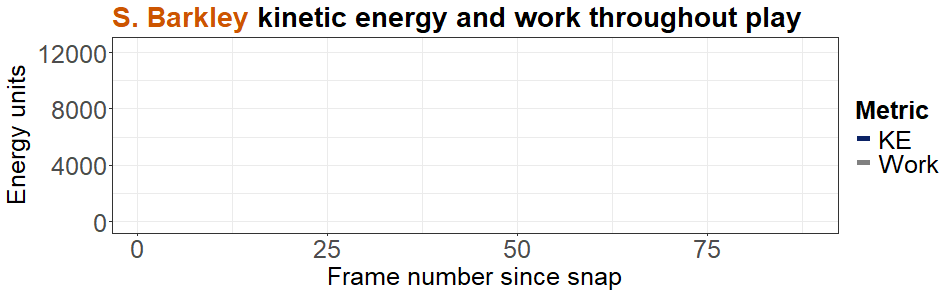 S. Barkley kinetic energy and work throughout play
Energy units
12000
8000
4000
0
0 25 50 75
Frame number since snap
Metric
KE
Work